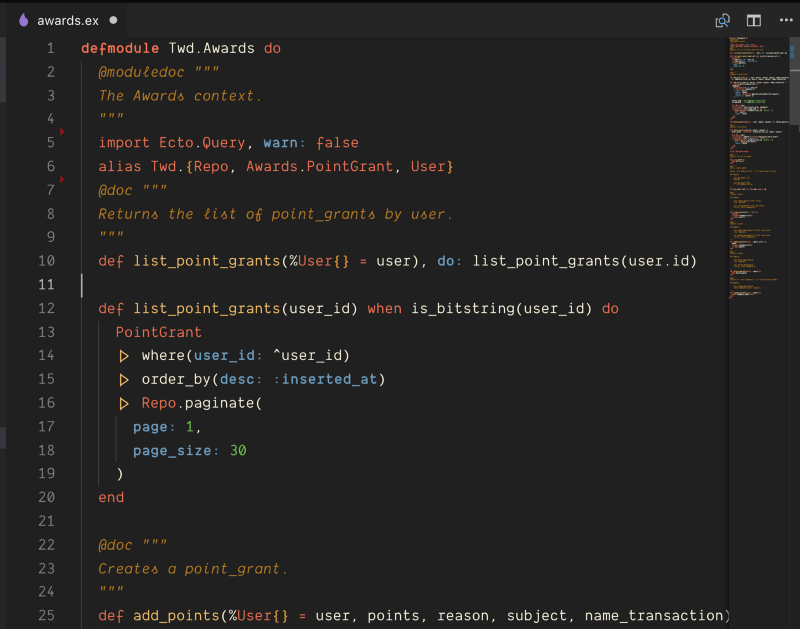 awards.ex
1 defmodule Twd.Awards do
2 @moduledoc """
3 The Awards context.
4 """
5 import Ecto.Query, warn: false
6 alias Twd.{Repo, Awards.PointGrant, User}
7 @doc """
8 Returns the list of point_grants by user.
9 """
10 def list_point_grants(%User{} = user), do: list_point_grants(user.id)
11
12 def list_point_grants(user_id) when is_bitstring(user_id) do
13 PointGrant
14 |> where(user_id: ^user_id)
15 |> order_by(desc: :inserted_at)
16 |> Repo.paginate(
17 page: 1,
18 page_size: 30
19 )
20 end
21
22 @doc """
23 Creates a point_grant.
24 """
25 def add_points(%User{} = user, points, reason, subject, name_transaction)